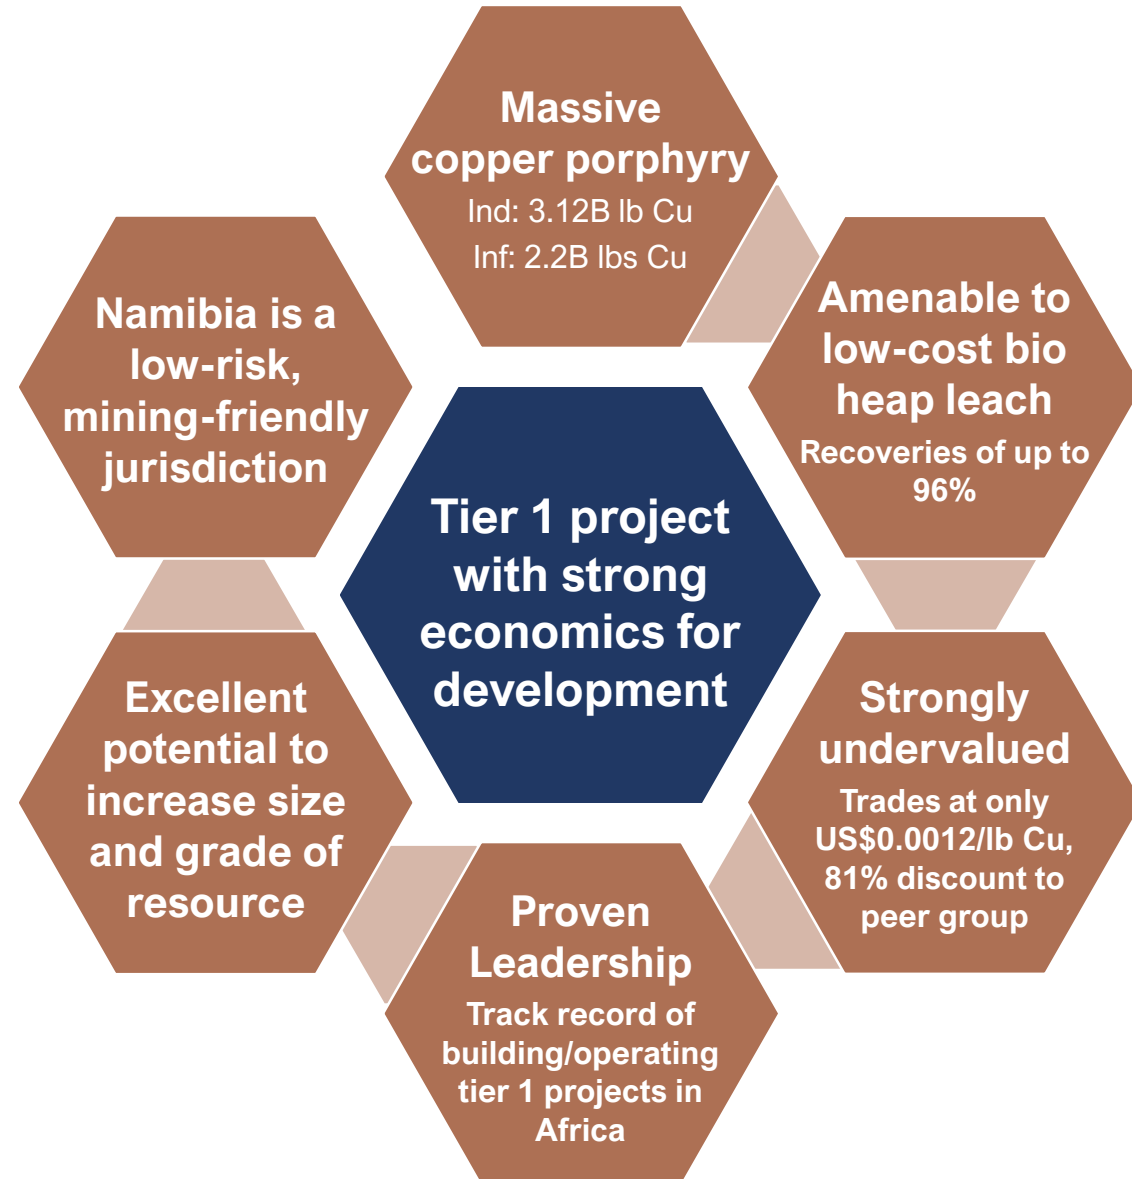 Massive
copper porphyry
Ind: 3.12B lb Cu
Inf: 2.2B lbs Cu
Amenable to
low-cost bio
heap leach
Recoveries of up to
96%
Strongly
undervalued
Trades at only
US$0.0012/lb Cu,
81% discount to
peer group
Proven
Leadership
Track record of
building/operating
tier 1 projects in
Africa
Excellent
potential to
increase size
and grade of
resource
Namibia is a
low-risk,
mining-friendly
jurisdiction
Tier 1 project
with strong
economics for
development